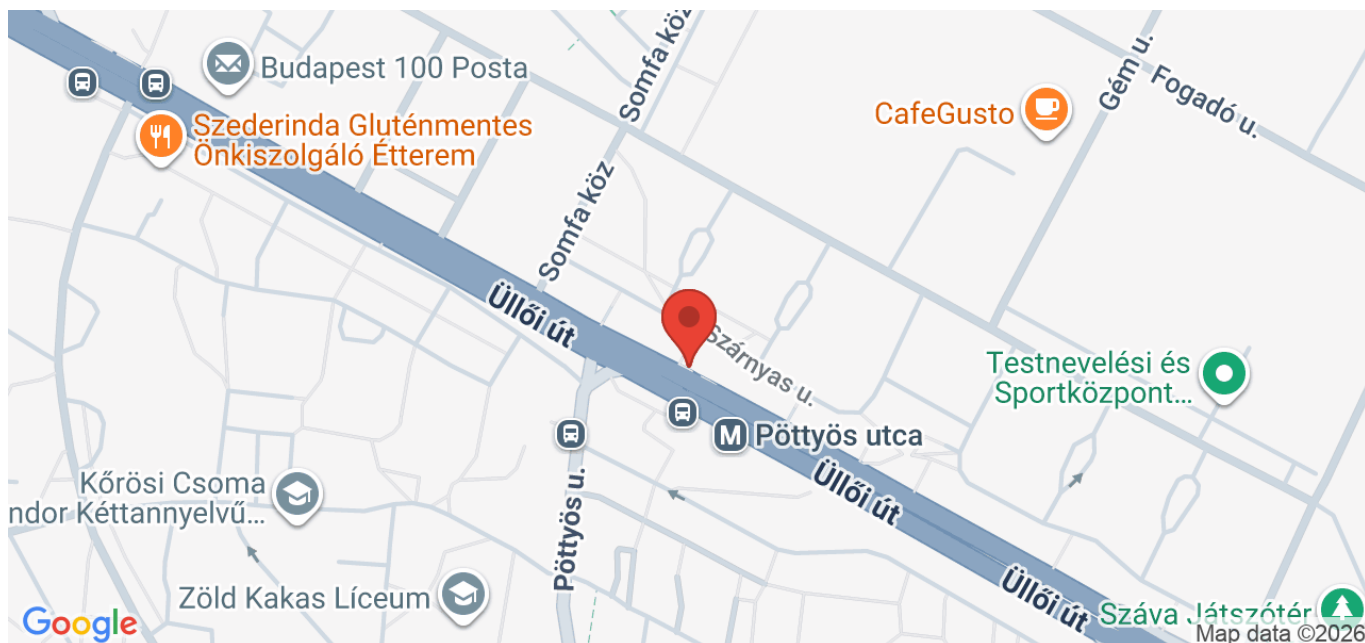 Somfa köz
Gém u.
Budapest 100 Posta
Fogadó u.
Somfa köz
CafeGusto
Szederinda Gluténmentes
Önkiszolgáló Étterem
Somfa köz
Üllői út
Szárnyas u.
Testnevelési és
Sportközpont...
M Pöttyös utca
Kőrösi Csoma
ndor Kéttannyelvű...
Üllői út
Pöttyös u.
Üllői út
Zöld Kakas Líceum
Száva Játszótér
Google
Map data ©2026